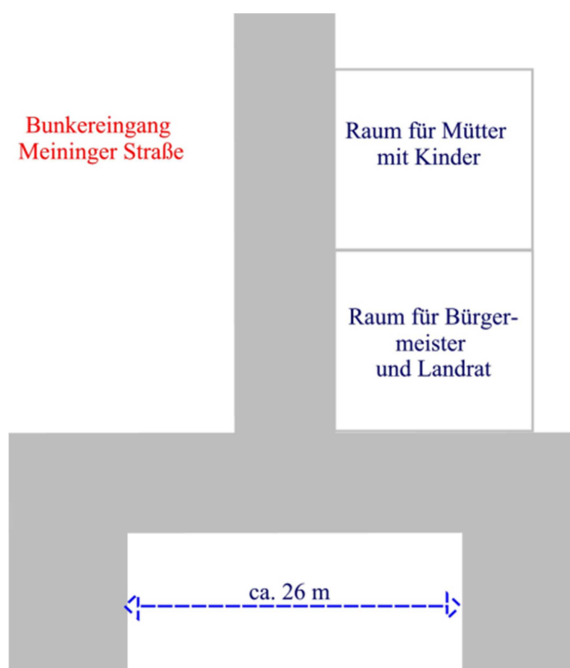 Bunkereingang
Meininger Straße
Raum für Mütter
mit Kinder
Raum für Bürger-
meister
und Landrat
ca. 26 m